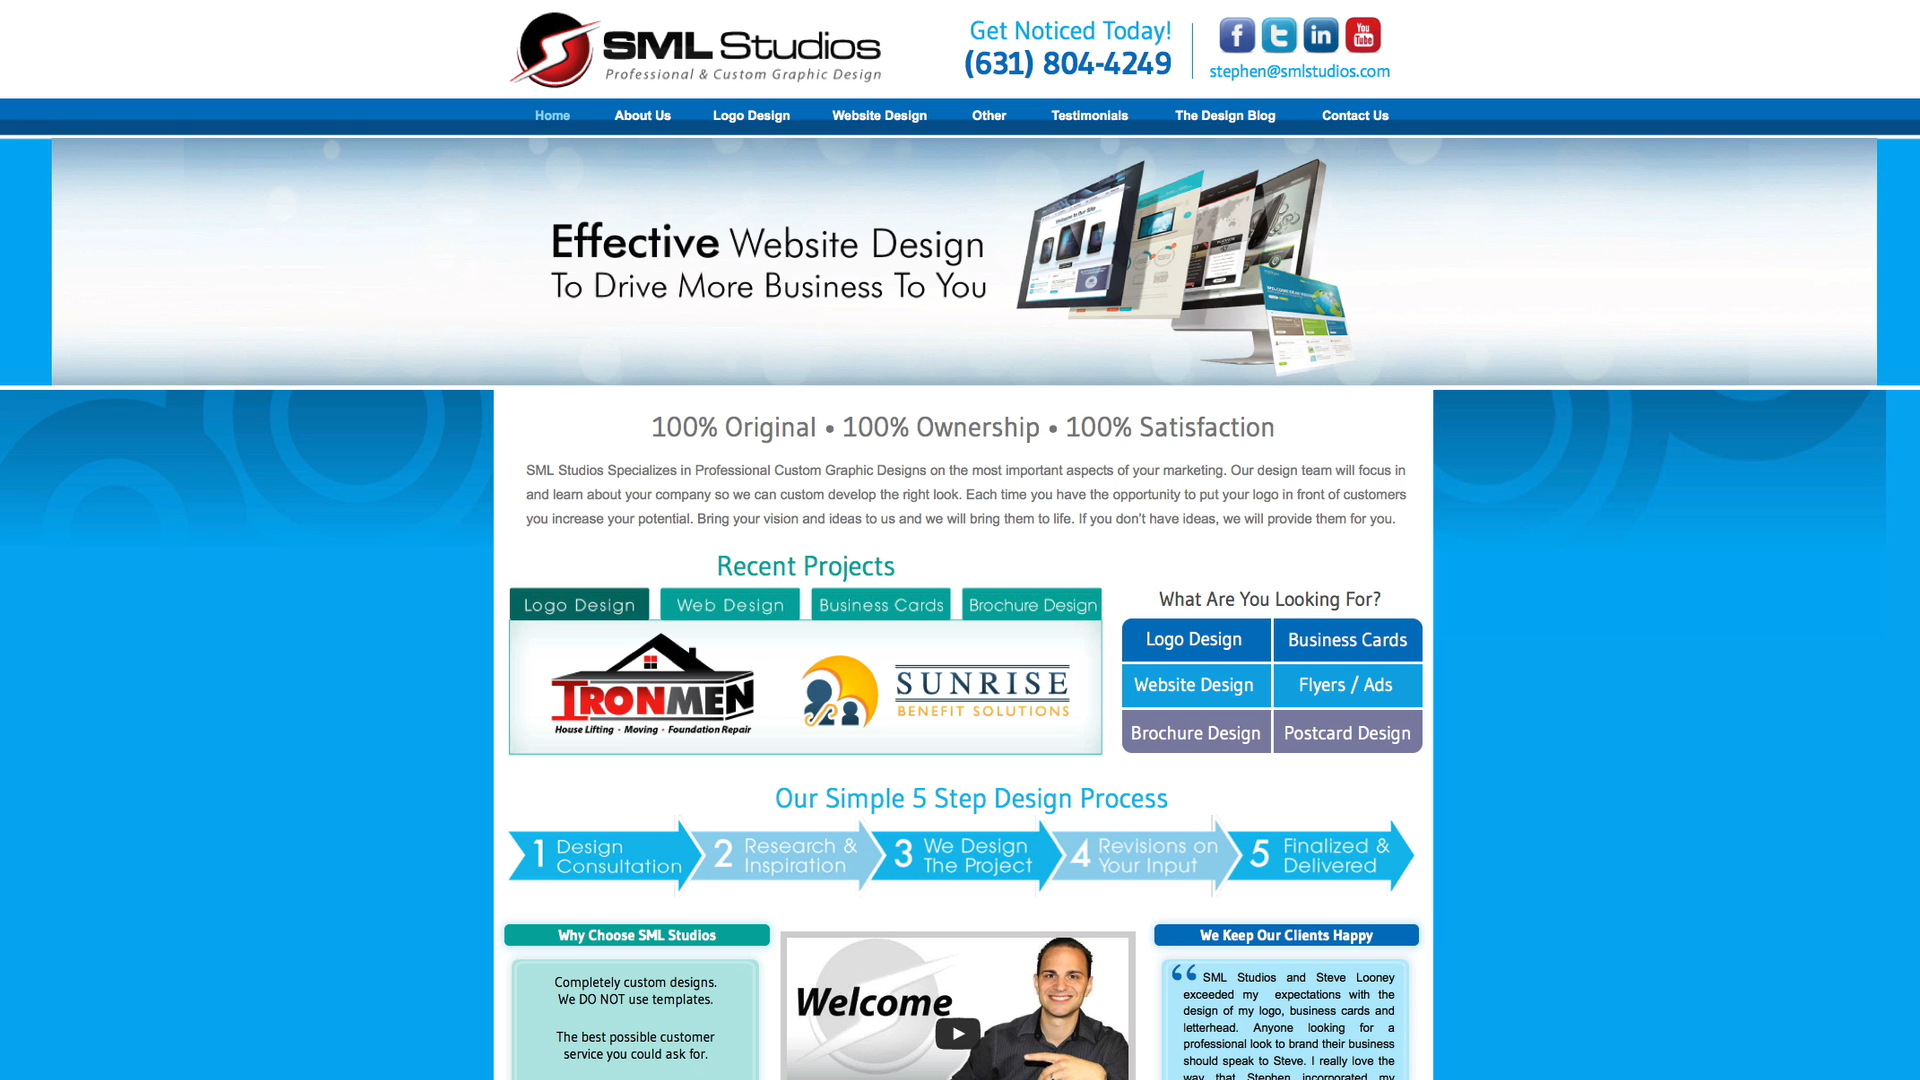 SML Studios
Professional & Custom Graphic Design
Get Noticed Today!
(631) 804-4249
You Tube
stephen@smlstudios.com
Home
About Us
Logo Design
Website Design
Other
Testimonials
The Design Blog
Contact Us
Effective Website Design
To Drive More Business To You
100% Original • 100% Ownership • 100% Satisfaction
SML Studios Specializes in Professional Custom Graphic Designs on the most important aspects of your marketing. Our design team will focus in
and learn about your company so we can custom develop the right look. Each time you have the opportunity to put your logo in front of customers
you increase your potential. Bring your vision and ideas to us and we will bring them to life. If you don't have ideas, we will provide them for you.
Recent Projects
Logo Design
Web Design
Business Cards
Brochure Design
IRONMEN
House Lifting • Moving • Foundation Repair
SUNRISE
BENEFIT SOLUTIONS
What Are You Looking For?
Logo Design
Business Cards
Website Design
Flyers / Ads
Brochure Design
Postcard Design
Our Simple 5 Step Design Process
1 Design
Consultation
2 Research &
Inspiration
3 We Design
The Project
4 Revisions on
Your Input
5 Finalized &
Delivered
Why Choose SML Studios
Completely custom designs.
We DO NOT use templates.
The best possible customer
service you could ask for.
Welcome
We Keep Our Clients Happy
“ SML Studios and Steve Looney
exceeded my expectations with the
design of my logo, business cards and
letterhead. Anyone looking for a
professional look to brand their business
should speak to Steve. I really love the
way that Stephen incorporated my